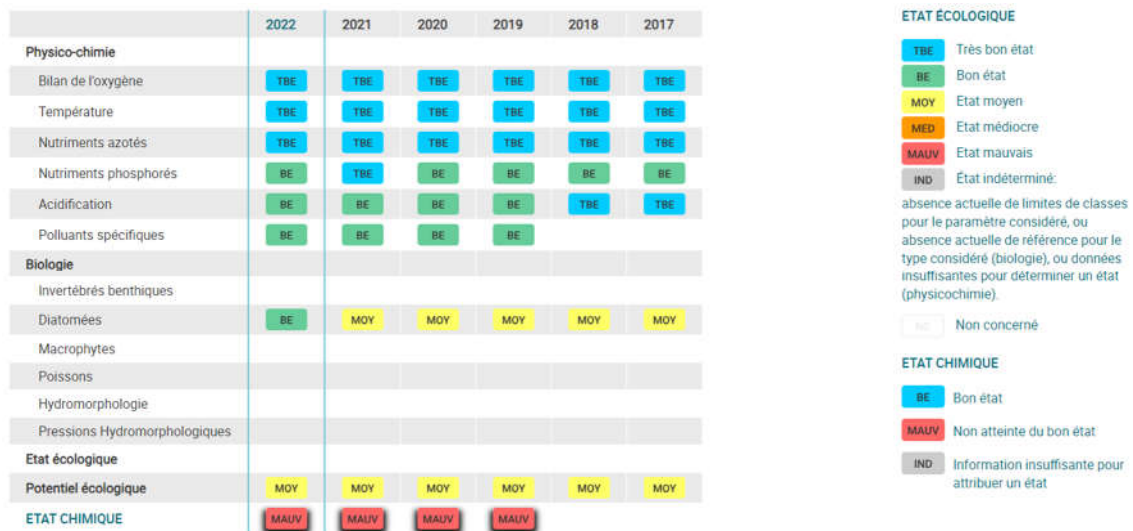 2022 2021 2020 2019 2018 2017
Physico-chimie
Bilan de l'oxygène TBE TBE TBE TBE TBE TBE
Température TBE TBE TBE TBE TBE TBE
Nutriments azotés TBE TBE TBE TBE TBE TBE
Nutriments phosphorés BE TBE BE BE BE BE
Acidification BE BE BE BE TBE TBE
Polluants spécifiques BE BE BE BE
Biologie
Invertébrés benthiques
Diatomées BE MOY MOY MOY MOY MOY
Macrophytes
Poissons
Hydromorphologie
Pressions Hydromorphologiques
Etat écologique
Potentiel écologique MOY MOY MOY MOY MOY MOY
ETAT CHIMIQUE MAUV MAUV MAUV MAUV
ETAT ÉCOLOGIQUE
TBE Très bon état
BE Bon état
MOY Etat moyen
MED Etat médiocre
MAUV Etat mauvais
IND État indéterminé:
absence actuelle de limites de classes
pour le paramètre considéré, ou
absence actuelle de référence pour le
type considéré (biologie), ou données
insuffisantes pour déterminer un état
(physicochimie).
Non concerné
ETAT CHIMIQUE
BE Bon état
MAUV Non atteinte du bon état
IND Information insuffisante pour
attribuer un état